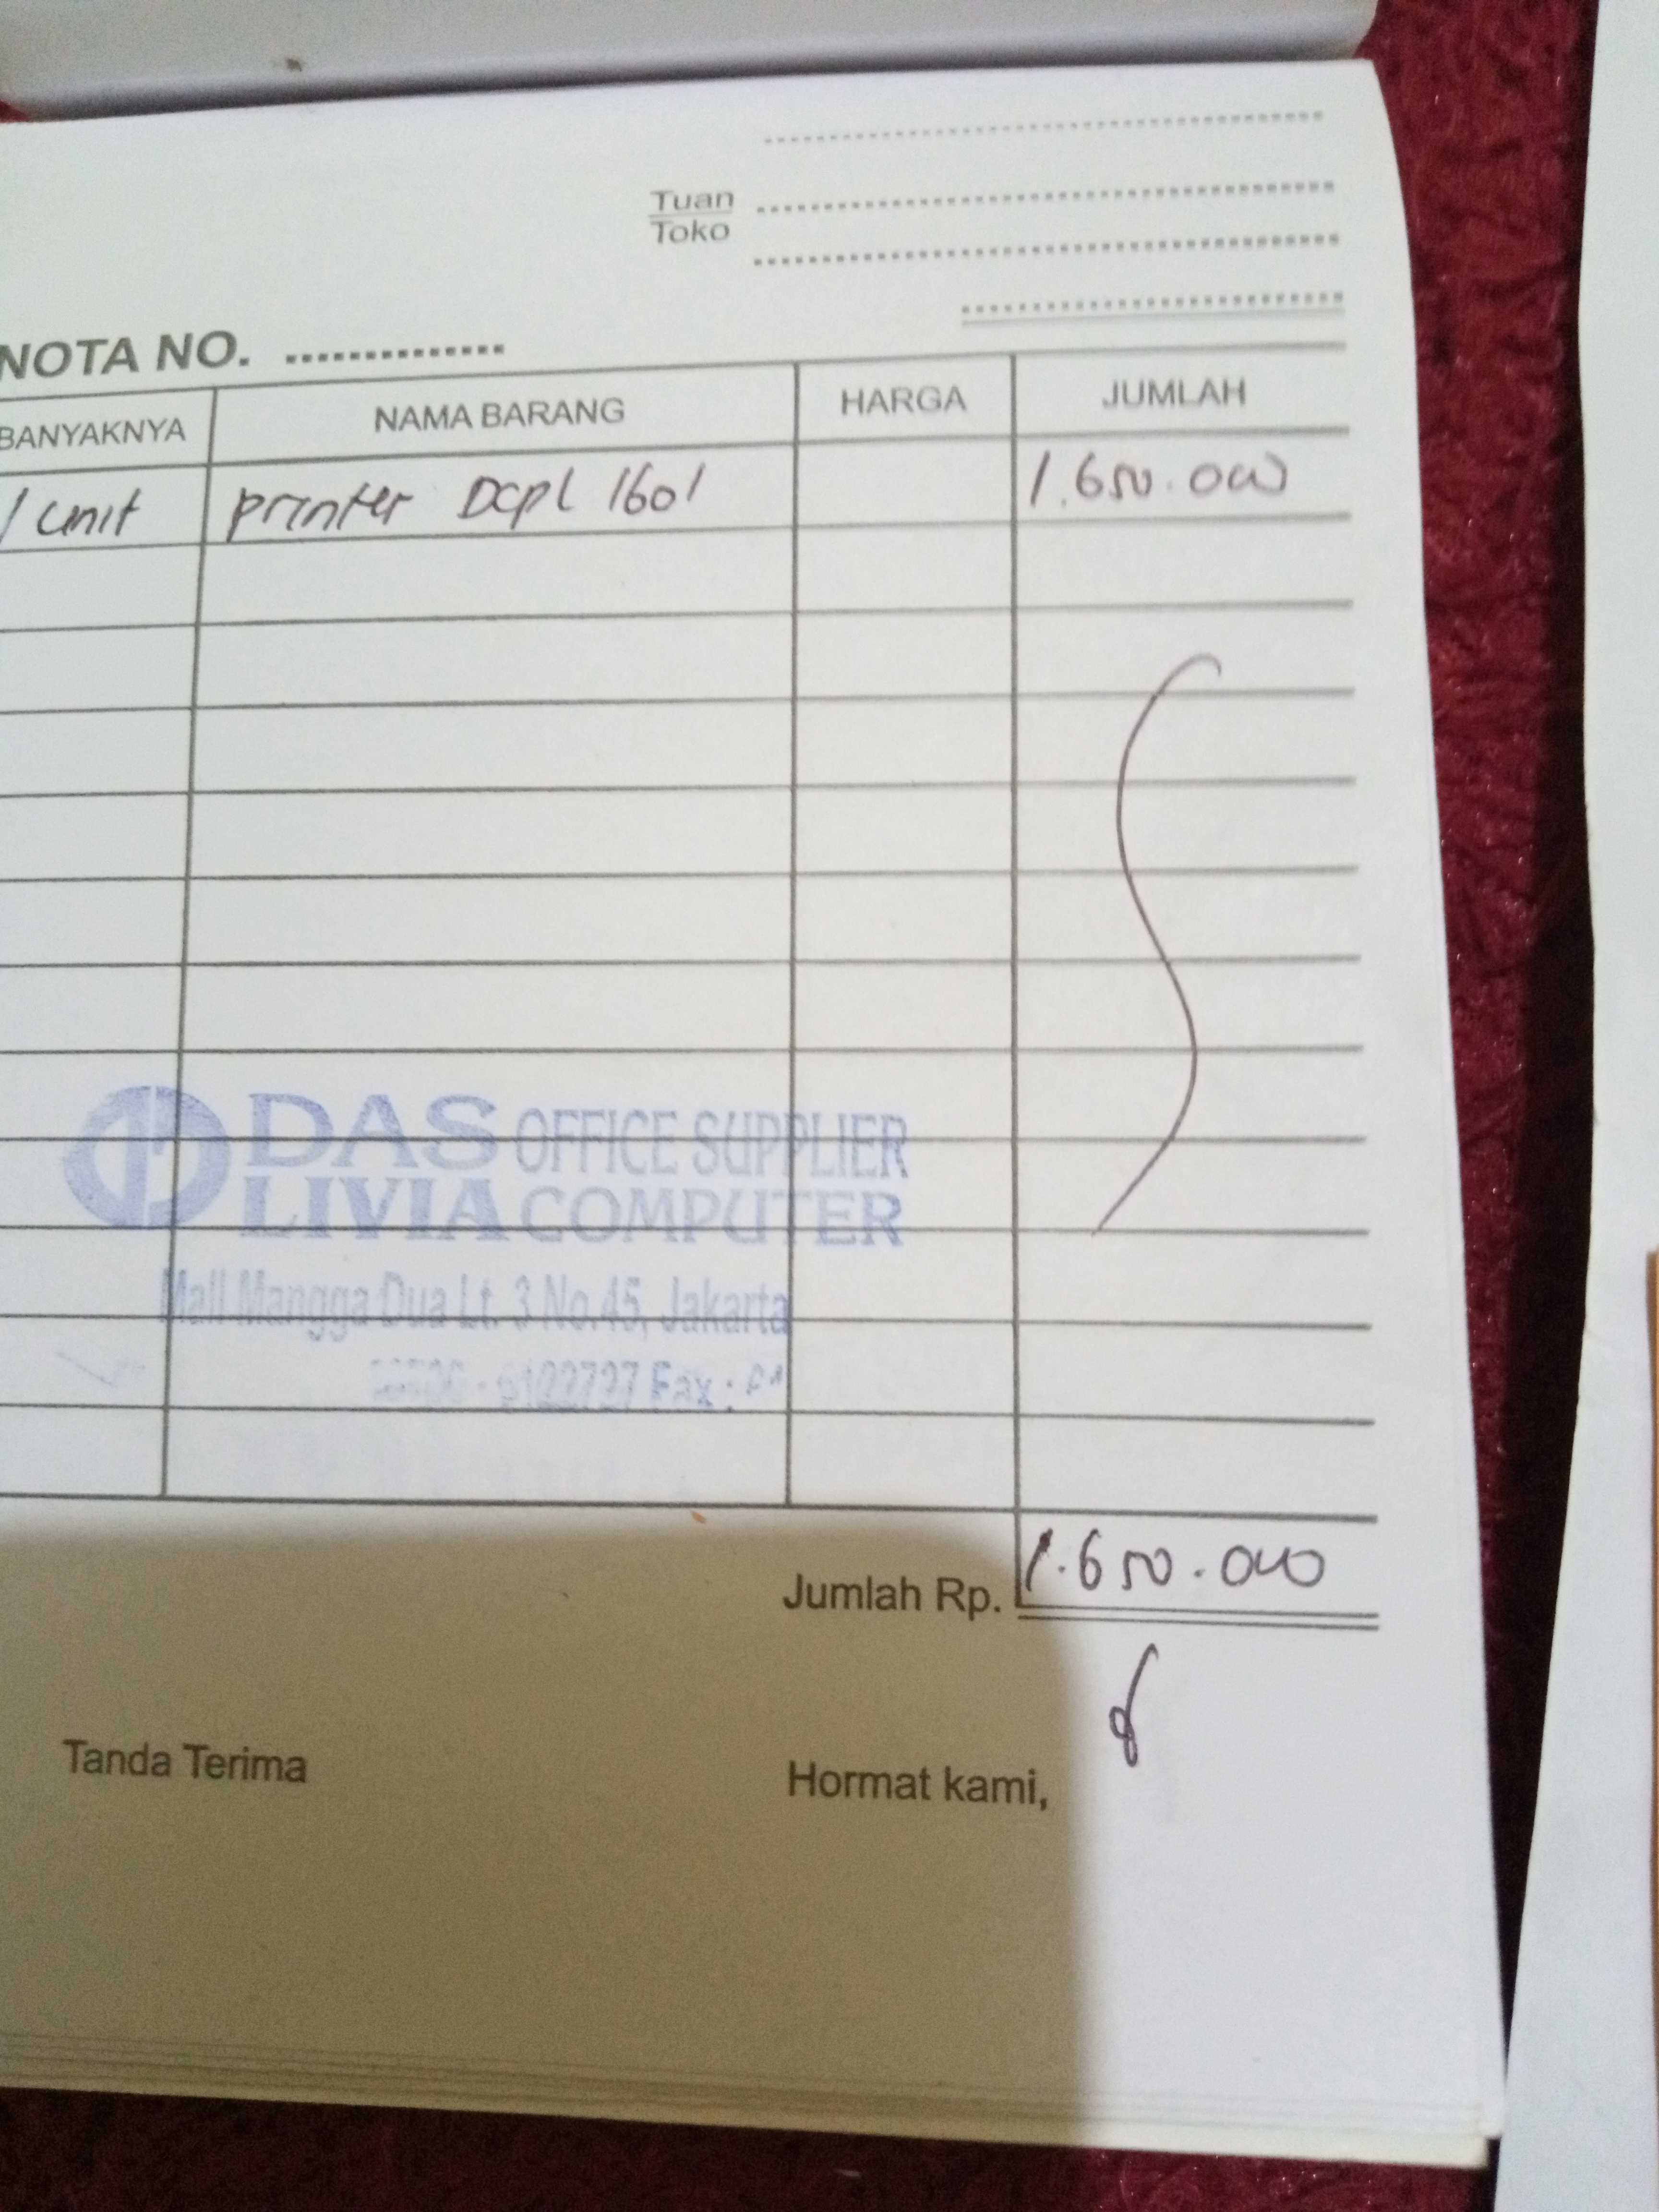 Tuan
Toko
NOTA NO.
BANYAKNYA NAMA BARANG HARGA JUMLAH
1 unit printer Dcpl 1601 1.650.000
DAS OFFICE SUPPLIER
LIVIA COMPUTER
Mall Mangga Dua Lt. 3 No.45, Jakarta
Fax :
Jumlah Rp. 1.650.000
Tanda Terima Hormat kami,